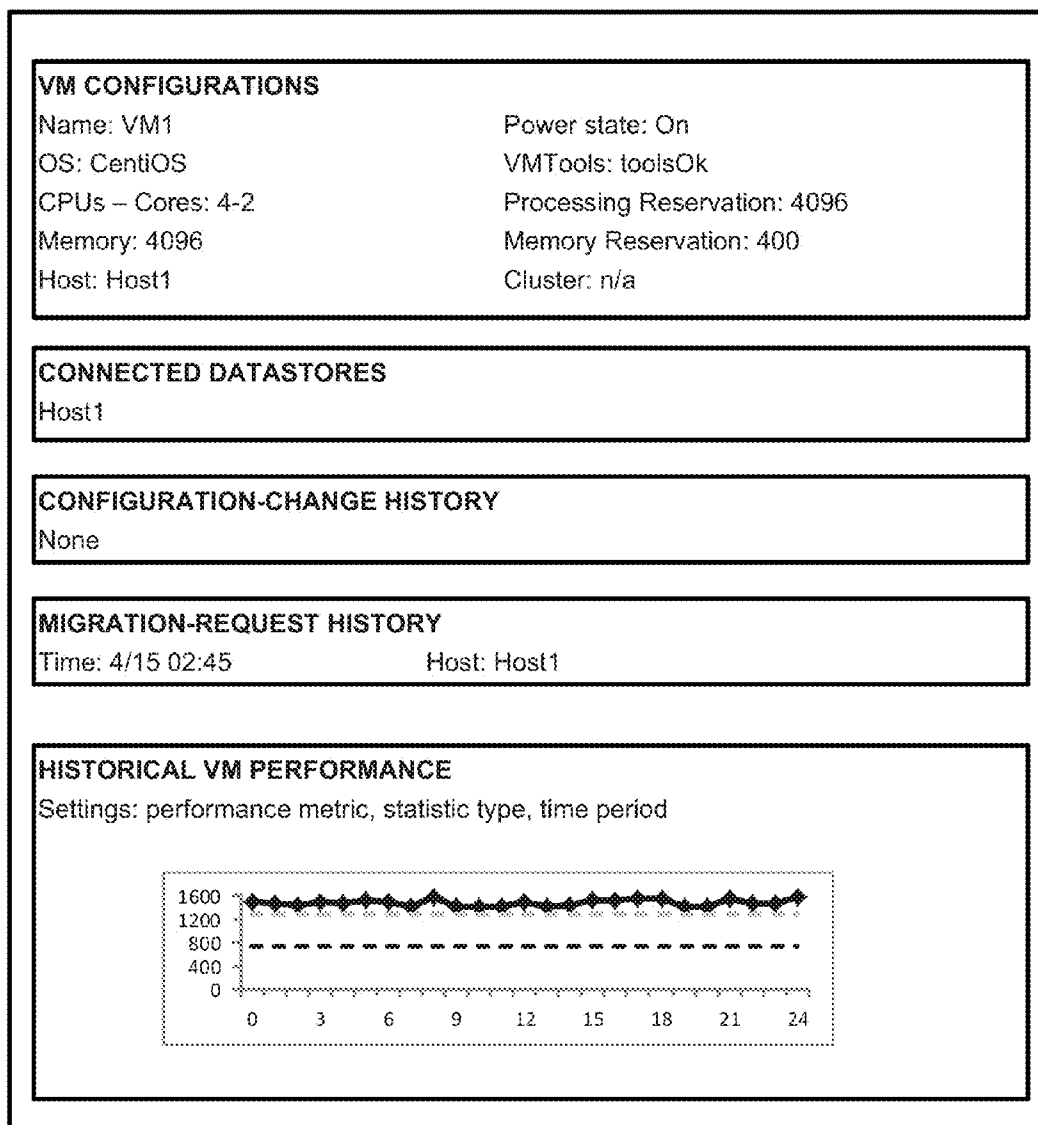 VM CONFIGURATIONS
Name: VM1 Power state: On
OS: CentiOS VMTools: toolsOk
CPUs – Cores: 4-2 Processing Reservation: 4096
Memory: 4096 Memory Reservation: 400
Host: Host1 Cluster: n/a
CONNECTED DATASTORES
Host1
CONFIGURATION-CHANGE HISTORY
None
MIGRATION-REQUEST HISTORY
Time: 4/15 02:45 Host: Host1
HISTORICAL VM PERFORMANCE
Settings: performance metric, statistic type, time period
1600
1200
800
400
0
0 3 6 9 12 15 18 21 24